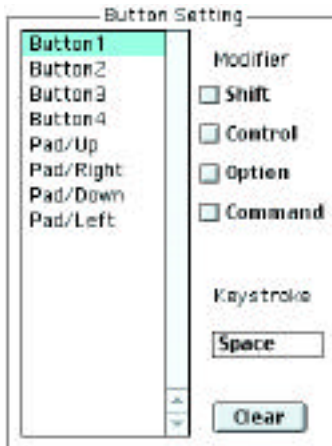 Button Setting
Button1
Button2
Button3
Button4
Pad/Up
Pad/Right
Pad/Down
Pad/Left
Modifier
Shift
Control
Option
Command
Keystroke
Space
Clear